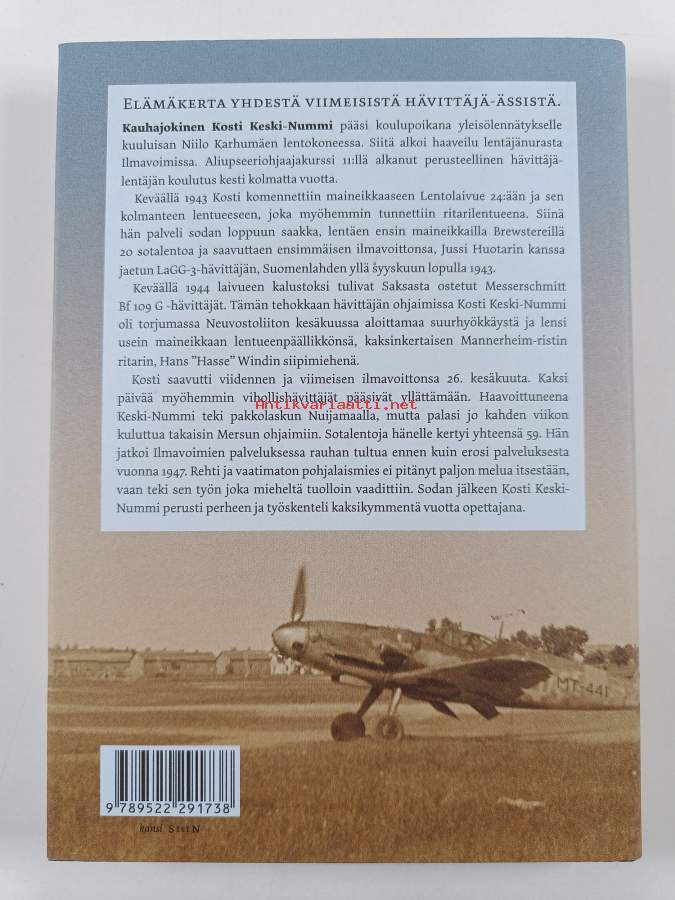 ELÄMÄKERTA YHDESTÄ VIIMEISISTÄ HÄVITTÄJÄ-ÄSSISTÄ.
Kauhajokinen Kosti Keski-Nummi pääsi koulupoikana yleisölennätykselle
kuuluisan Niilo Karhumäen lentokoneessa. Siitä alkoi haaveilu lentäjänurasta
Ilmavoimissa. Aliupseeriohjaajakurssi 11:llä alkanut perusteellinen hävittäjä-
lentäjän koulutus kesti kolmatta vuotta.
Keväällä 1943 Kosti komennettiin maineikkaaseen Lentolaivue 24:ään ja sen
kolmanteen lentueeseen, joka myöhemmin tunnettiin ritarilentueena. Siinä
hän palveli sodan loppuun saakka, lentäen ensin maineikkailla Brewstereillä
20 sotalentoa ja saavuttaen ensimmäisen ilmavoittonsa, Jussi Huotarin kanssa
jaetun LaGG-3-hävittäjän, Suomenlahden yllä syyskuun lopulla 1943.
Keväällä 1944 laivueen kalustoksi tulivat Saksasta ostetut Messerschmitt
Bf 109 G -hävittäjät. Tämän tehokkaan hävittäjän ohjaimissa Kosti Keski-Nummi
oli torjumassa Neuvostoliiton kesäkuussa aloittamaa suurhyökkäystä ja lensi
usein maineikkaan lentueenpäällikkönsä, kaksinkertaisen Mannerheim-ristin
ritarin, Hans ”Hasse” Windin siipimiehenä.
Kosti saavutti viidennen ja viimeisen ilmavoittonsa 26. kesäkuuta. Kaksi
päivää myöhemmin vihollishävittäjät pääsivät yllättämään. Haavoittuneena
Antikvariaatti.net
Keski-Nummi teki pakkolaskun Nuijamaalla, mutta palasi jo kahden viikon
kuluttua takaisin Mersun ohjaimiin. Sotalentoja hänelle kertyi yhteensä 59. Hän
jatkoi Ilmavoimien palveluksessa rauhan tultua ennen kuin erosi palveluksesta
vuonna 1947. Rehti ja vaatimaton pohjalaismies ei pitänyt paljon melua itsestään,
vaan teki sen työn joka mieheltä tuolloin vaadittiin. Sodan jälkeen Kosti Keski-
Nummi perusti perheen ja työskenteli kaksikymmentä vuotta opettajana.
MT-441
9 789522 291738
kansi